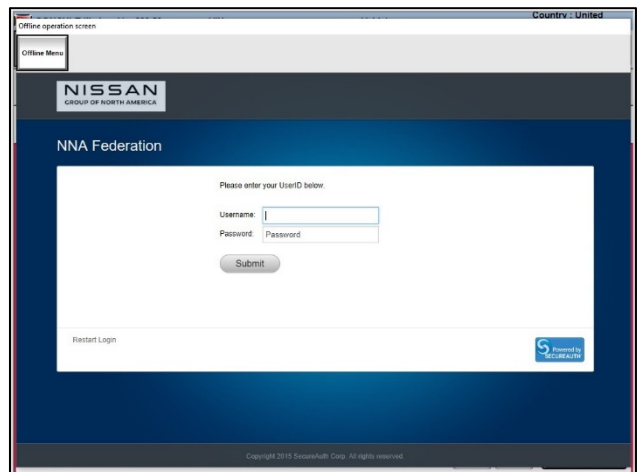 Country : United
Offline operation screen
Offline Menu
NISSAN
GROUP OF NORTH AMERICA
NNA Federation
Please enter your UserID below.
Username:
Password: Password
Submit
Restart Login
Powered by
SECUREAUTH
Copyright 2015 SecureAuth Corp. All rights reserved.